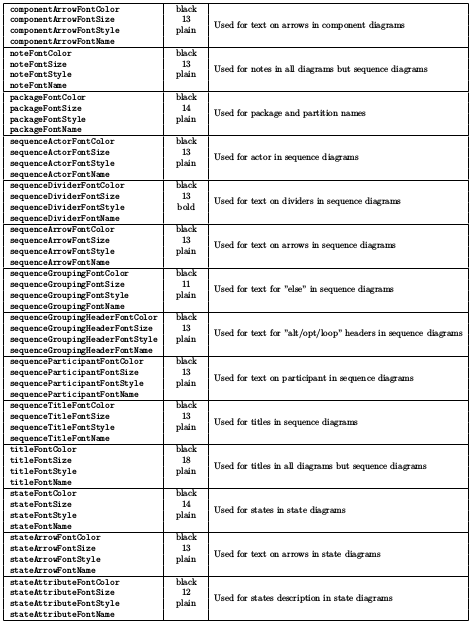 componentArrowFontColor black
componentArrowFontSize 13
componentArrowFontStyle plain
componentArrowFontName
Used for text on arrows in component diagrams
noteFontColor black
noteFontSize 13
noteFontStyle plain
noteFontName
Used for notes in all diagrams but sequence diagrams
packageFontColor black
packageFontSize 14
packageFontStyle plain
packageFontName
Used for package and partition names
sequenceActorFontColor black
sequenceActorFontSize 13
sequenceActorFontStyle plain
sequenceActorFontName
Used for actor in sequence diagrams
sequenceDividerFontColor black
sequenceDividerFontSize 13
sequenceDividerFontStyle bold
sequenceDividerFontName
Used for text on dividers in sequence diagrams
sequenceArrowFontColor black
sequenceArrowFontSize 13
sequenceArrowFontStyle plain
sequenceArrowFontName
Used for text on arrows in sequence diagrams
sequenceGroupingFontColor black
sequenceGroupingFontSize 11
sequenceGroupingFontStyle plain
sequenceGroupingFontName
Used for text for "else" in sequence diagrams
sequenceGroupingHeaderFontColor black
sequenceGroupingHeaderFontSize 13
sequenceGroupingHeaderFontStyle plain
sequenceGroupingHeaderFontName
Used for text for "alt/opt/loop" headers in sequence diagrams
sequenceParticipantFontColor black
sequenceParticipantFontSize 13
sequenceParticipantFontStyle plain
sequenceParticipantFontName
Used for text on participant in sequence diagrams
sequenceTitleFontColor black
sequenceTitleFontSize 13
sequenceTitleFontStyle plain
sequenceTitleFontName
Used for titles in sequence diagrams
titleFontColor black
titleFontSize 18
titleFontStyle plain
titleFontName
Used for titles in all diagrams but sequence diagrams
stateFontColor black
stateFontSize 14
stateFontStyle plain
stateFontName
Used for states in state diagrams
stateArrowFontColor black
stateArrowFontSize 13
stateArrowFontStyle plain
stateArrowFontName
Used for text on arrows in state diagrams
stateAttributeFontColor black
stateAttributeFontSize 12
stateAttributeFontStyle plain
stateAttributeFontName
Used for states description in state diagrams